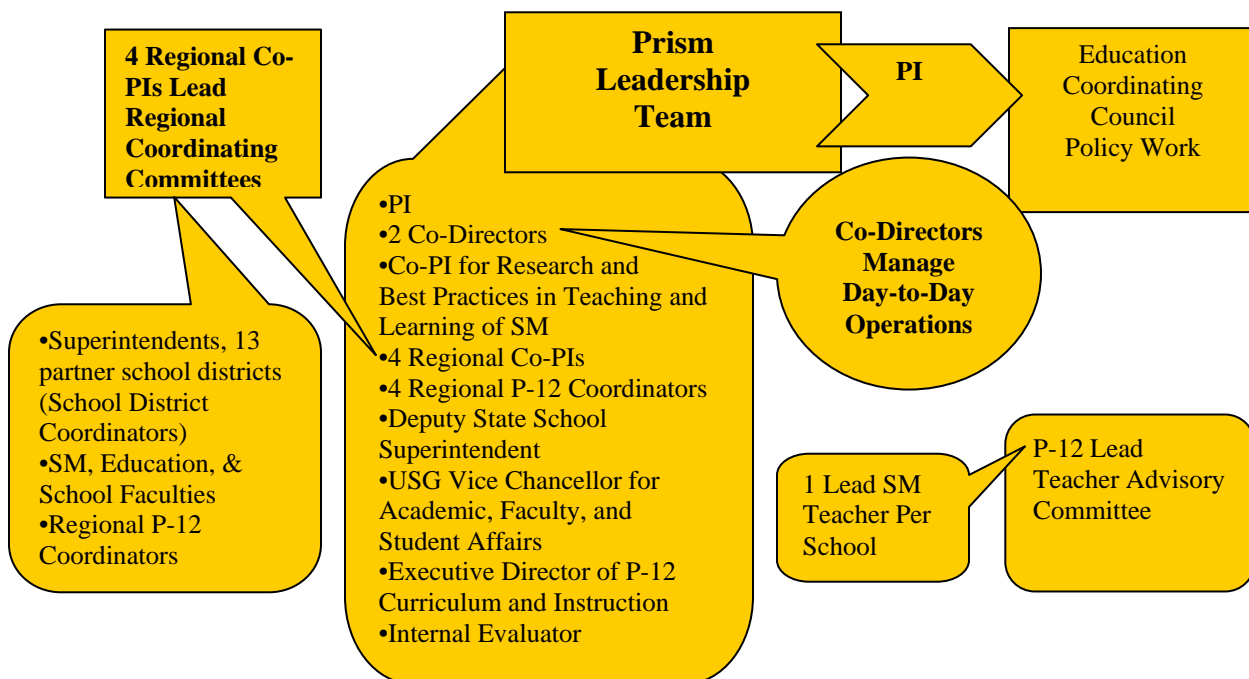 4 Regional Co-
PIs Lead
Regional
Coordinating
Committees
Prism
Leadership
Team
PI
Education
Coordinating
Council
Policy Work
•PI
•2 Co-Directors
•Co-PI for Research and
Best Practices in Teaching and
Learning of SM
•4 Regional Co-PIs
•4 Regional P-12 Coordinators
•Deputy State School
Superintendent
•USG Vice Chancellor for
Academic, Faculty, and
Student Affairs
•Executive Director of P-12
Curriculum and Instruction
•Internal Evaluator
Co-Directors
Manage
Day-to-Day
Operations
•Superintendents, 13
partner school districts
(School District
Coordinators)
•SM, Education, &
School Faculties
•Regional P-12
Coordinators
1 Lead SM
Teacher Per
School
P-12 Lead
Teacher Advisory
Committee